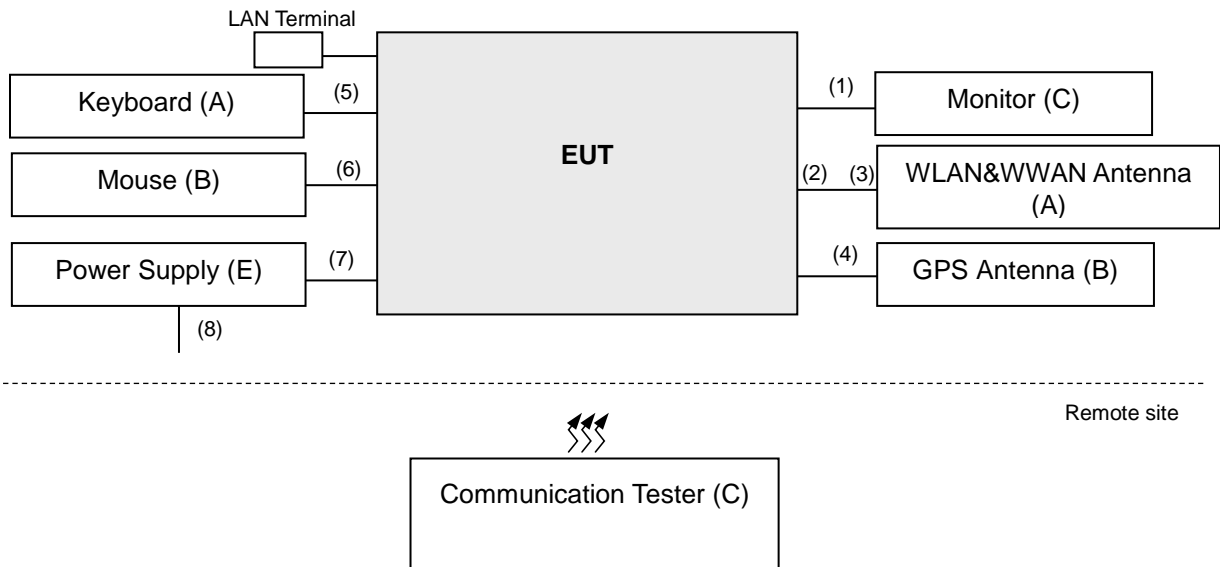 LAN Terminal
Keyboard (A)
(5)
(1)
Monitor (C)
EUT
Mouse (B)
(6)
(2)
(3)
WLAN&WWAN Antenna
(A)
Power Supply (E)
(7)
(4)
GPS Antenna (B)
(8)
Remote site
Communication Tester (C)